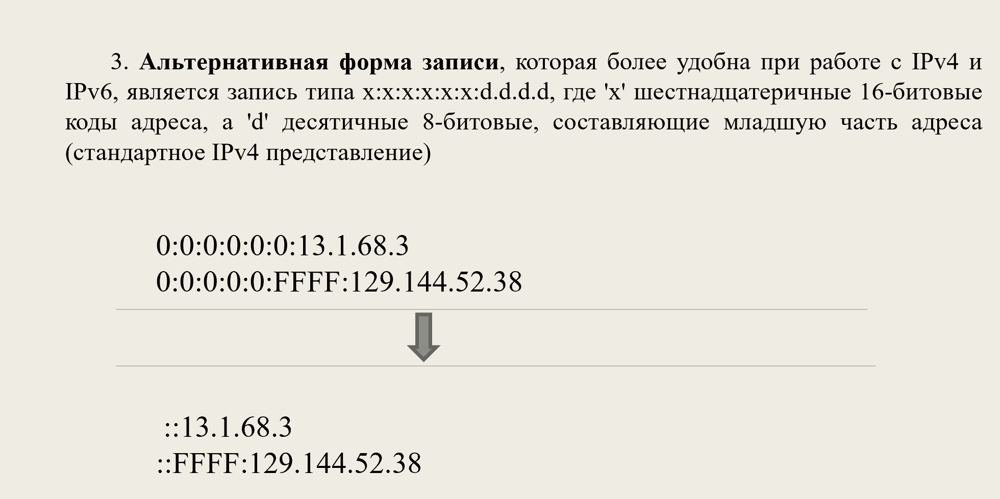 3. Альтернативная форма записи, которая более удобна при работе с IPv4 и
IPv6, является запись типа x:x:x:x:x:x:d.d.d.d, где 'x' шестнадцатеричные 16-битовые
коды адреса, а 'd' десятичные 8-битовые, составляющие младшую часть адреса
(стандартное IPv4 представление)
0:0:0:0:0:0:13.1.68.3
0:0:0:0:0:FFFF:129.144.52.38
::13.1.68.3
::FFFF:129.144.52.38